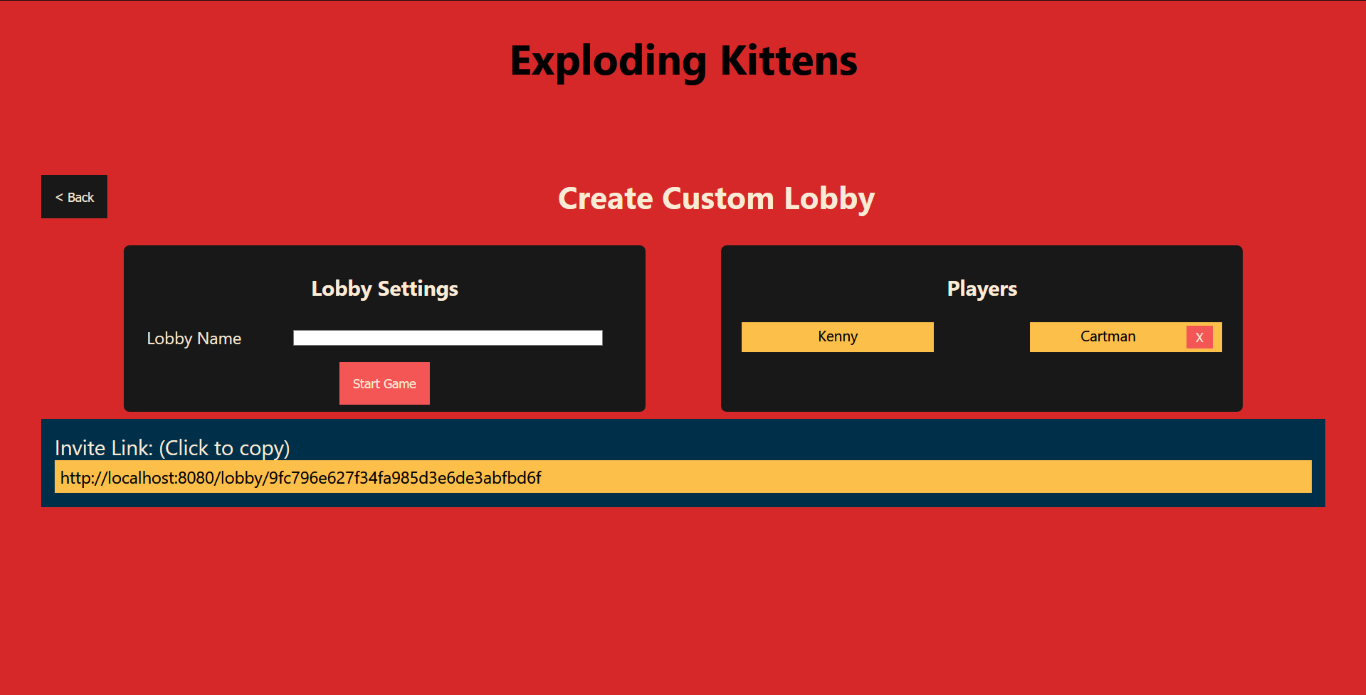 Exploding Kittens
< Back
Create Custom Lobby
Lobby Settings
Lobby Name
Start Game
Players
Kenny
Cartman
X
Invite Link: (Click to copy)
http://localhost:8080/lobby/9fc796e627f34fa985d3e6de3abfbd6f